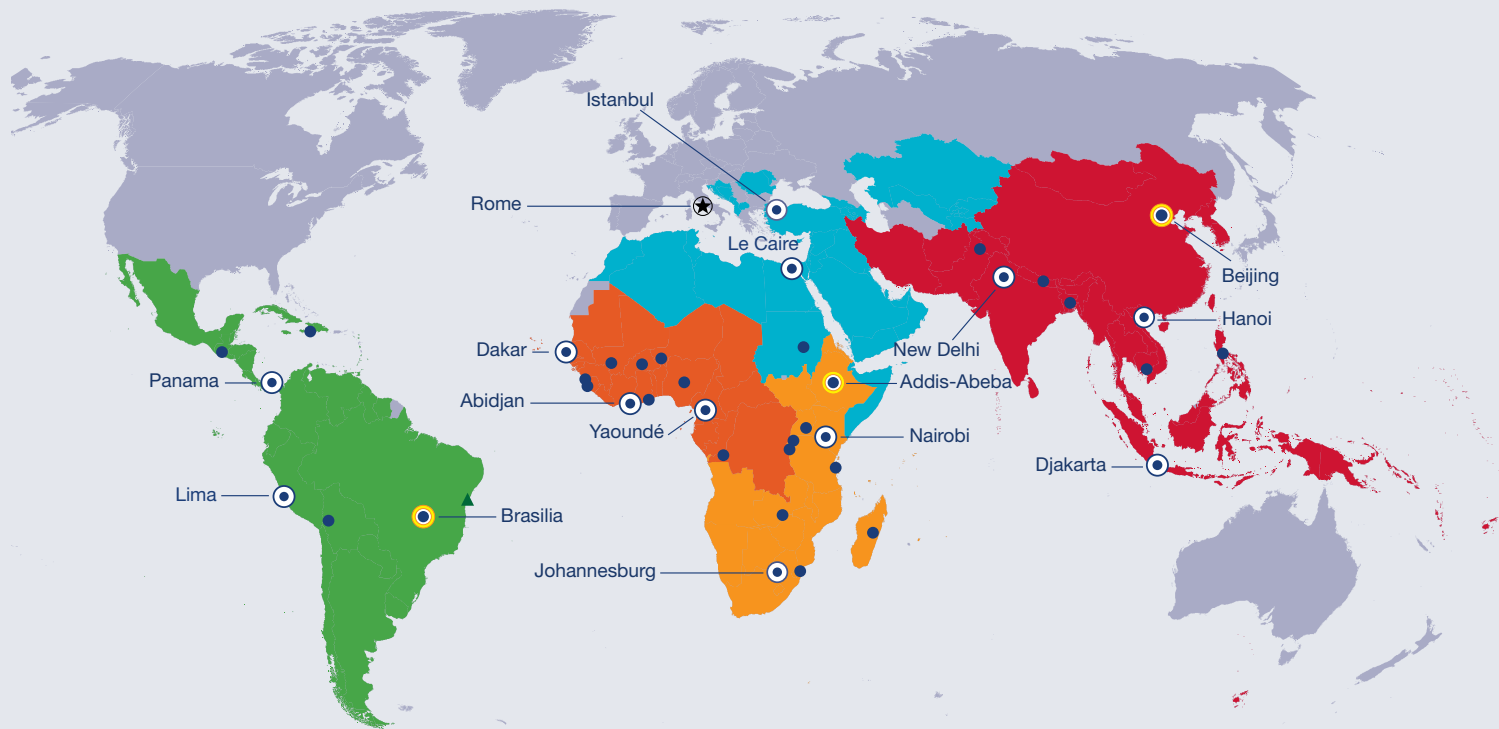 Istanbul
Rome
Le Caire
Beijing
Hanoi
New Delhi
Dakar
Panama
Addis-Abeba
Abidjan
Yaoundé
Nairobi
Djakarta
Lima
Brasilia
Johannesburg